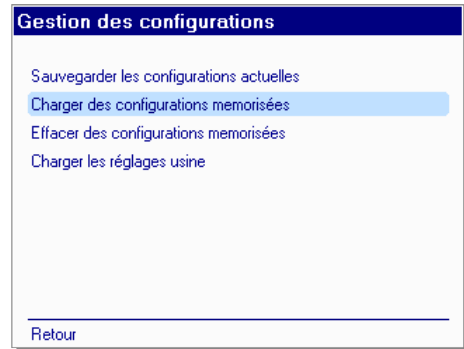 Gestion des configurations
Sauvegarder les configurations actuelles
Charger des configurations memorisées
Effacer des configurations memorisées
Charger les réglages usine
Retour